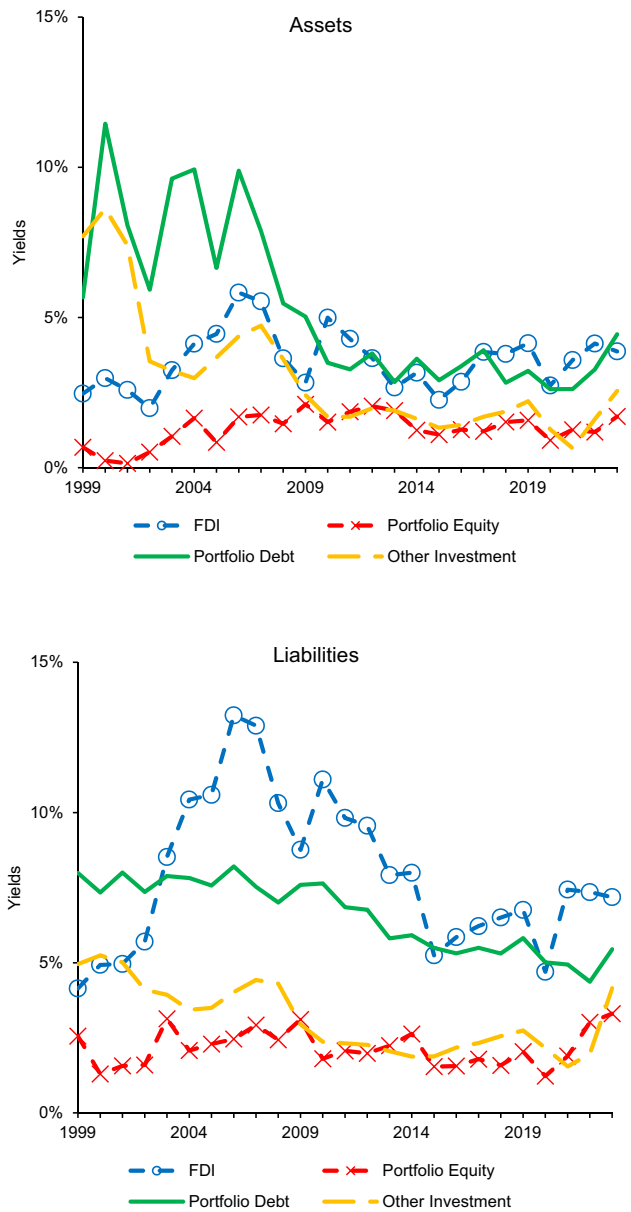 Assets
15%
10%
5%
0%
Yields
1999 2004 2009 2014 2019
FDI Portfolio Equity
Portfolio Debt Other Investment
Liabilities
15%
10%
5%
0%
Yields
1999 2004 2009 2014 2019
FDI Portfolio Equity
Portfolio Debt Other Investment